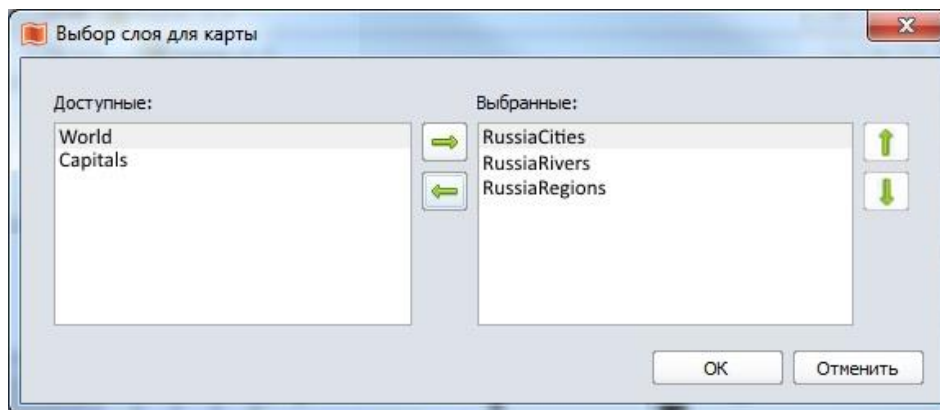 Выбор слоя для карты
Доступные:
World
Capitals
Выбранные:
RussiaCities
RussiaRivers
RussiaRegions
OK
Отменить